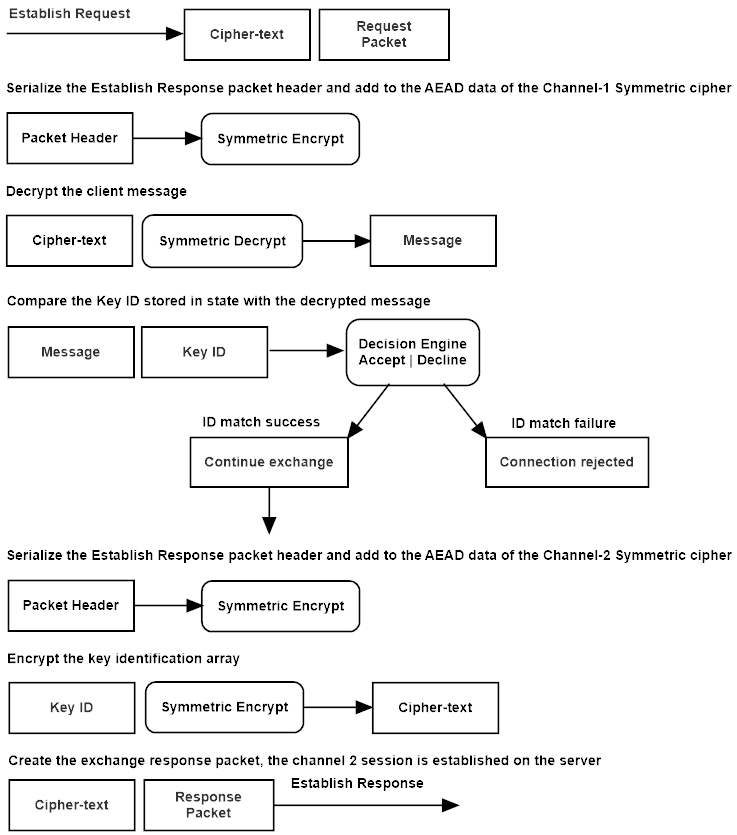 Establish Request
Cipher-text
Request
Packet
Serialize the Establish Response packet header and add to the AEAD data of the Channel-1 Symmetric cipher
Packet Header
Symmetric Encrypt
Decrypt the client message
Cipher-text
Symmetric Decrypt
Message
Compare the Key ID stored in state with the decrypted message
Message
Key ID
Decision Engine
Accept | Decline
ID match success
ID match failure
Continue exchange
Connection rejected
Serialize the Establish Response packet header and add to the AEAD data of the Channel-2 Symmetric cipher
Packet Header
Symmetric Encrypt
Encrypt the key identification array
Key ID
Symmetric Encrypt
Cipher-text
Create the exchange response packet, the channel 2 session is established on the server
Establish Response
Cipher-text
Response
Packet